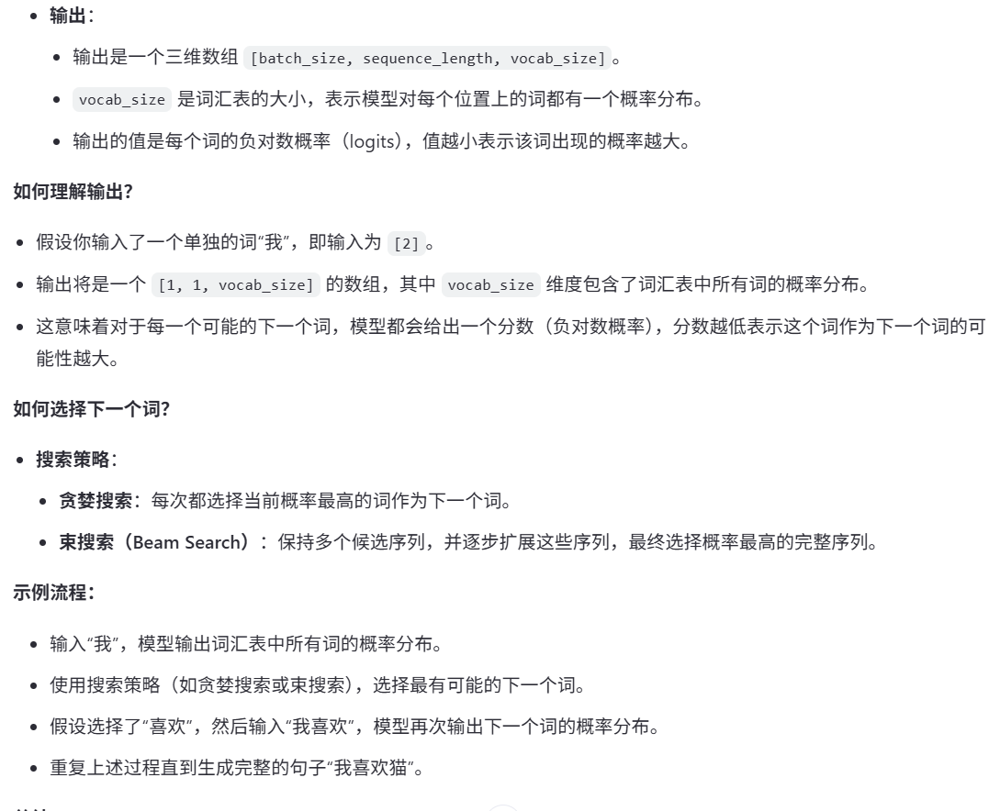 输出：
输出是一个三维数组 [batch_size, sequence_length, vocab_size]。
vocab_size 是词汇表的大小，表示模型对每个位置上的词都有一个概率分布。
输出的值是每个词的负对数概率（logits），值越小表示该词出现的概率越大。
如何理解输出？
假设你输入了一个单独的词“我”，即输入为 [2]。
输出将是一个 [1, 1, vocab_size] 的数组，其中 vocab_size 维度包含了词汇表中所有词的概率分布。
这意味着对于每一个可能的下一个词，模型都会给出一个分数（负对数概率），分数越低表示这个词作为下一个词的可
能性越大。
如何选择下一个词？
搜索策略：
贪婪搜索：每次都选择当前概率最高的词作为下一个词。
束搜索（Beam Search）：保持多个候选序列，并逐步扩展这些序列，最终选择概率最高的完整序列。
示例流程：
输入“我”，模型输出词汇表中所有词的概率分布。
使用搜索策略（如贪婪搜索或束搜索），选择最有可能的下一个词。
假设选择了“喜欢”，然后输入“我喜欢”，模型再次输出下一个词的概率分布。
重复上述过程直到生成完整的句子“我喜欢猫”。